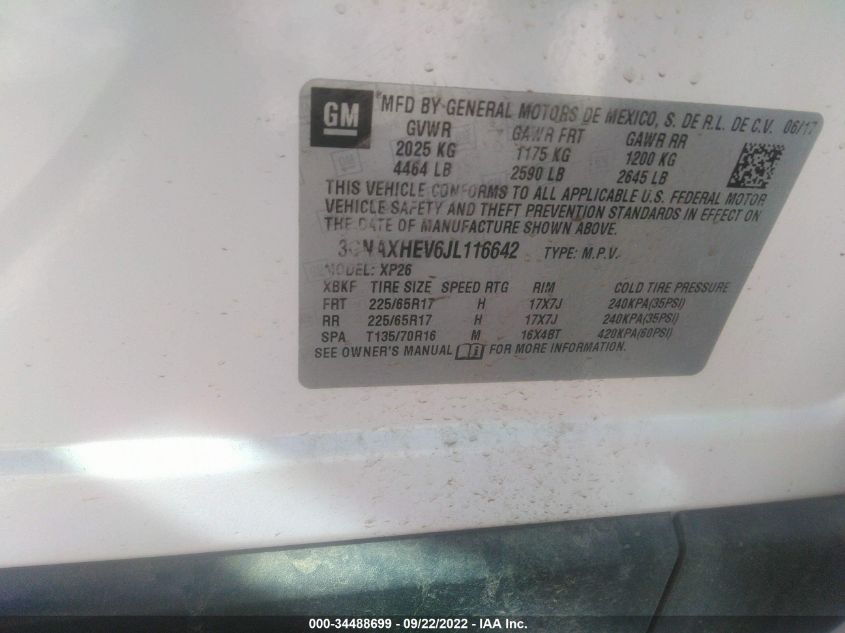 GM
*MFD BY GENERAL MOTORS DE MEXICO, S. DE R.L. DE C.V. 06/17
GVWR GAWR FRT GAWR RR
2025 KG 1175 KG 1200 KG
4464 LB 2590 LB 2645 LB
THIS VEHICLE CONFORMS TO ALL APPLICABLE U.S. FEDERAL MOTOR
VEHICLE SAFETY AND THEFT PREVENTION STANDARDS IN EFFECT ON
THE DATE OF MANUFACTURE SHOWN ABOVE.
3GNAXHEV6JL116642 TYPE: M.P.V.
MODEL: XP26
XBKF TIRE SIZE SPEED RTG RIM COLD TIRE PRESSURE
FRT 225/65R17 H 17X7J 240KPA(35PSI)
RR 225/65R17 H 17X7J 240KPA(35PSI)
SPA T135/70R16 M 16X4BT 420KPA(60PSI)
SEE OWNER'S MANUAL FOR MORE INFORMATION.
000-34488699 - 09/22/2022 - IAA Inc.